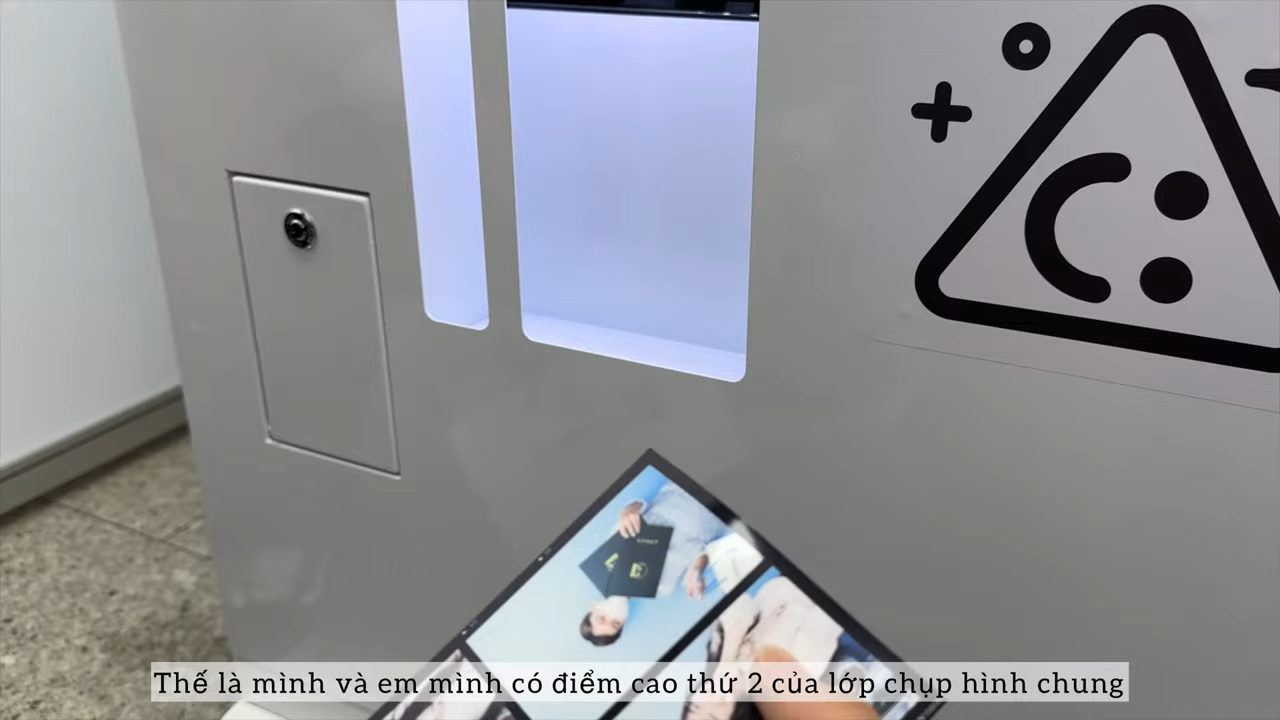 Thế là mình và em mình có điểm cao thứ 2 của lớp chụp hình chung